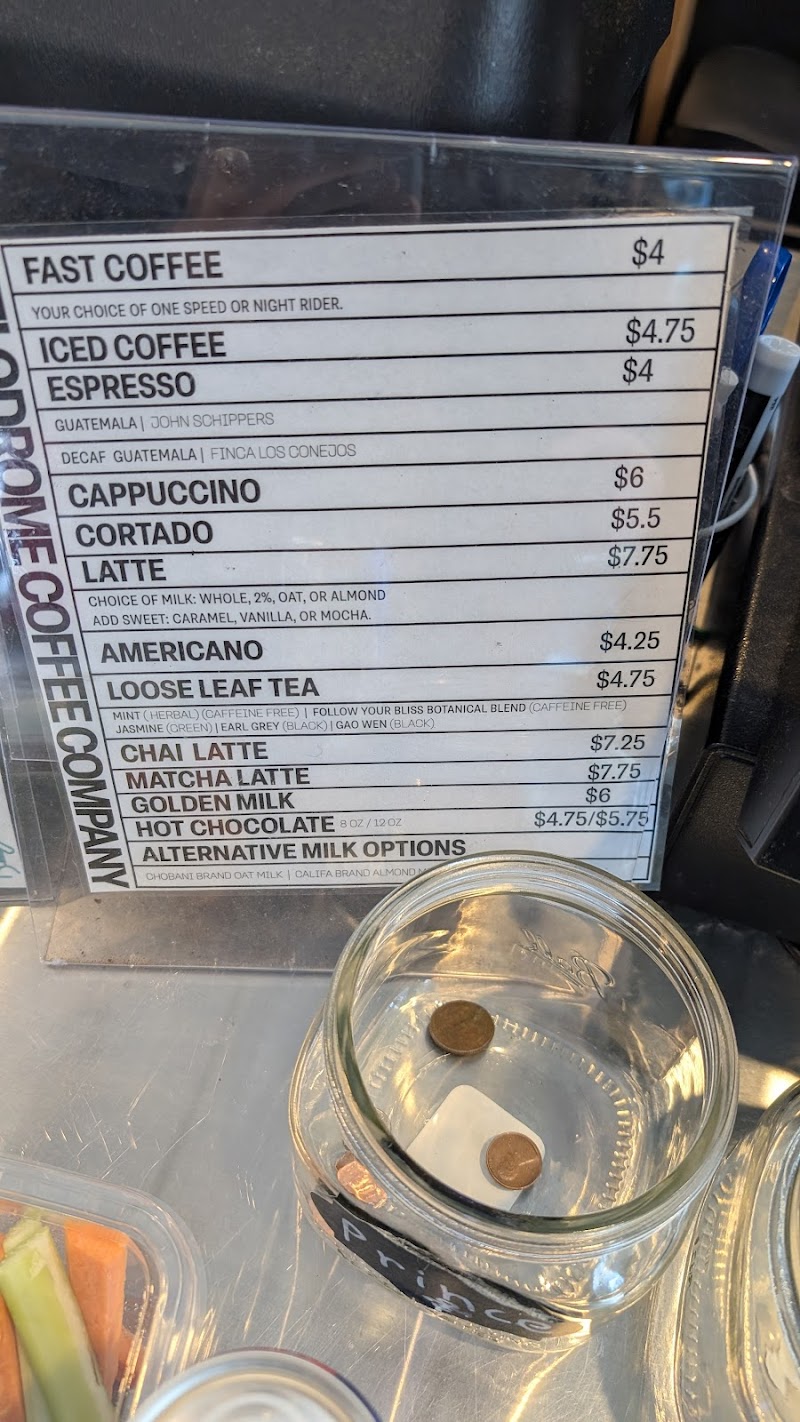 FAST COFFEE $4
YOUR CHOICE OF ONE SPEED OR NIGHT RIDER.
ICED COFFEE $4.75
ESPRESSO $4
GUATEMALA | JOHN SCHIPPERS
DECAF GUATEMALA | FINCA LOS CONEJOS
CAPPUCCINO $6
CORTADO $5.5
LATTE $7.75
CHOICE OF MILK: WHOLE, 2%, OAT, OR ALMOND
ADD SWEET: CARAMEL, VANILLA, OR MOCHA.
AMERICANO $4.25
LOOSE LEAF TEA $4.75
MINT (HERBAL) (CAFFEINE FREE) | FOLLOW YOUR BLISS BOTANICAL BLEND (CAFFEINE FREE)
JASMINE (GREEN) | EARL GREY (BLACK) | GAO WEN (BLACK)
CHAI LATTE $7.25
MATCHA LATTE $7.75
GOLDEN MILK $6
HOT CHOCOLATE 8 OZ / 12 OZ $4.75/$5.75
ALTERNATIVE MILK OPTIONS
CHOBANI BRAND OAT MILK | CALIFA BRAND ALMOND
COFFEE COMPANY
Ball
Prince